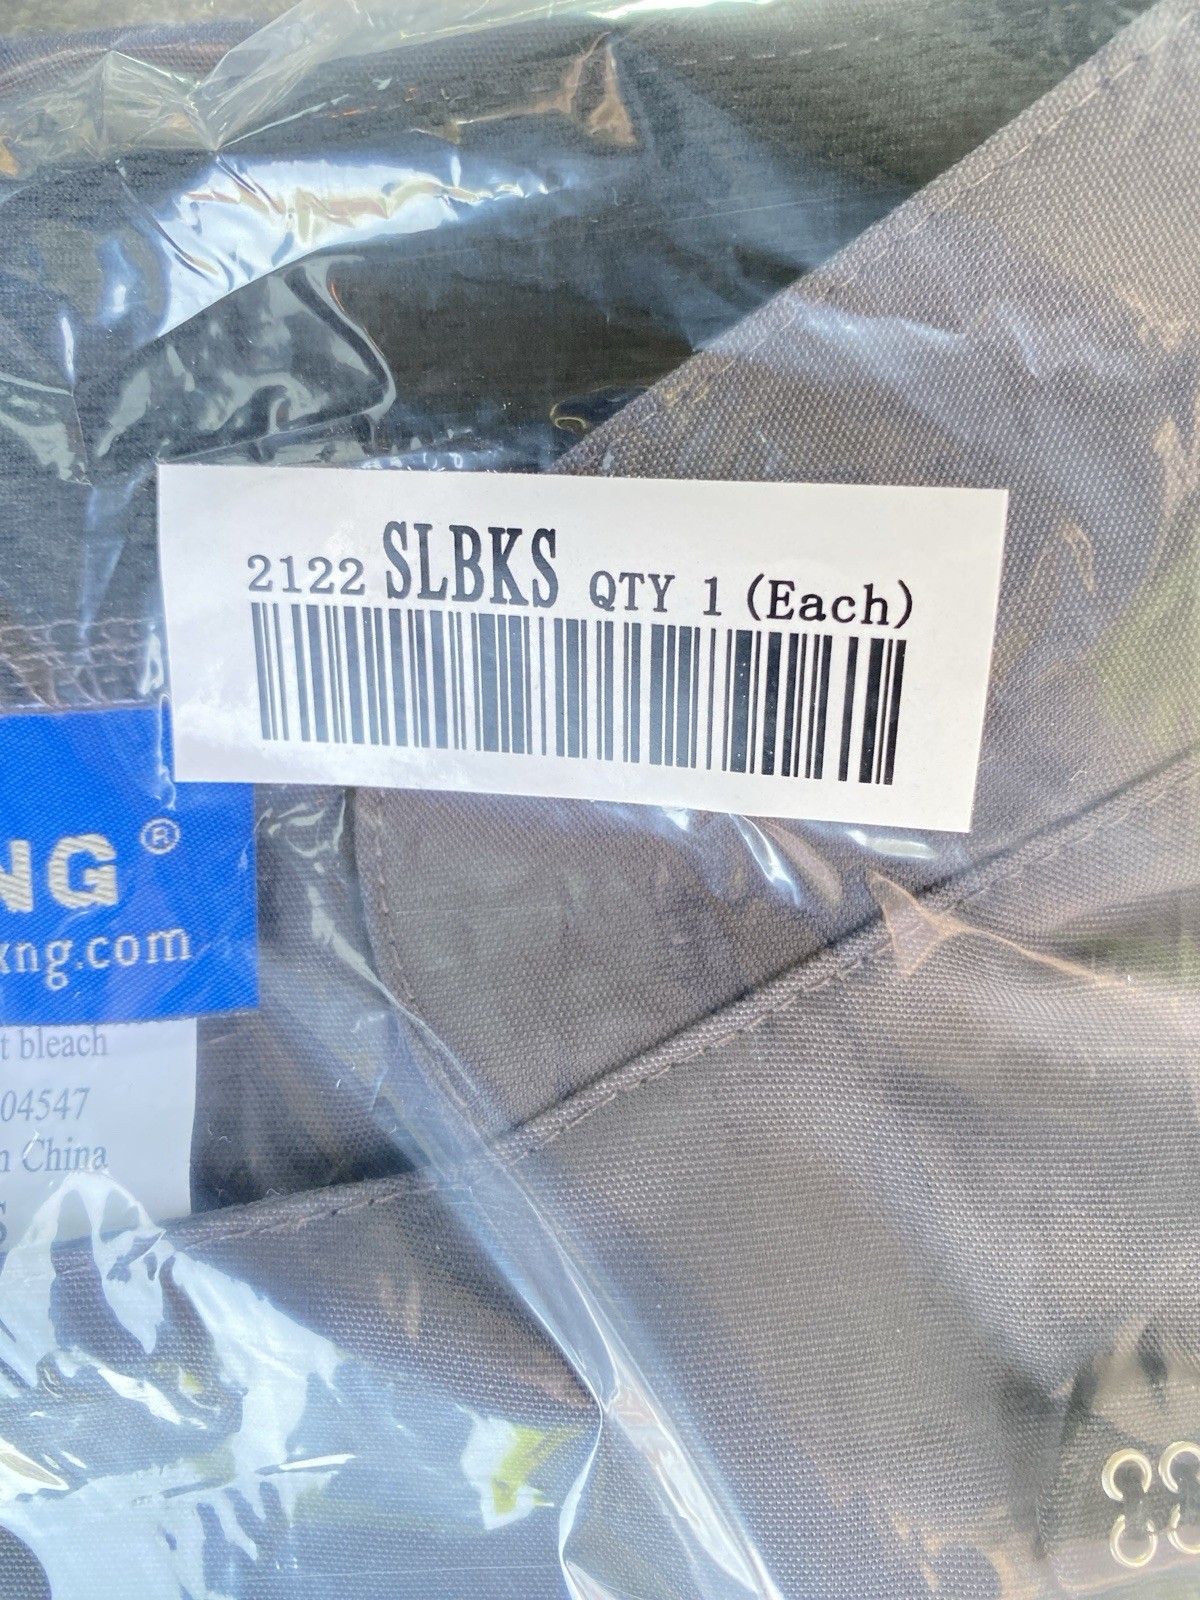 2122 SLBKS QTY 1 (Each)
NG ®
xng.com
t bleach
04547
n China
S